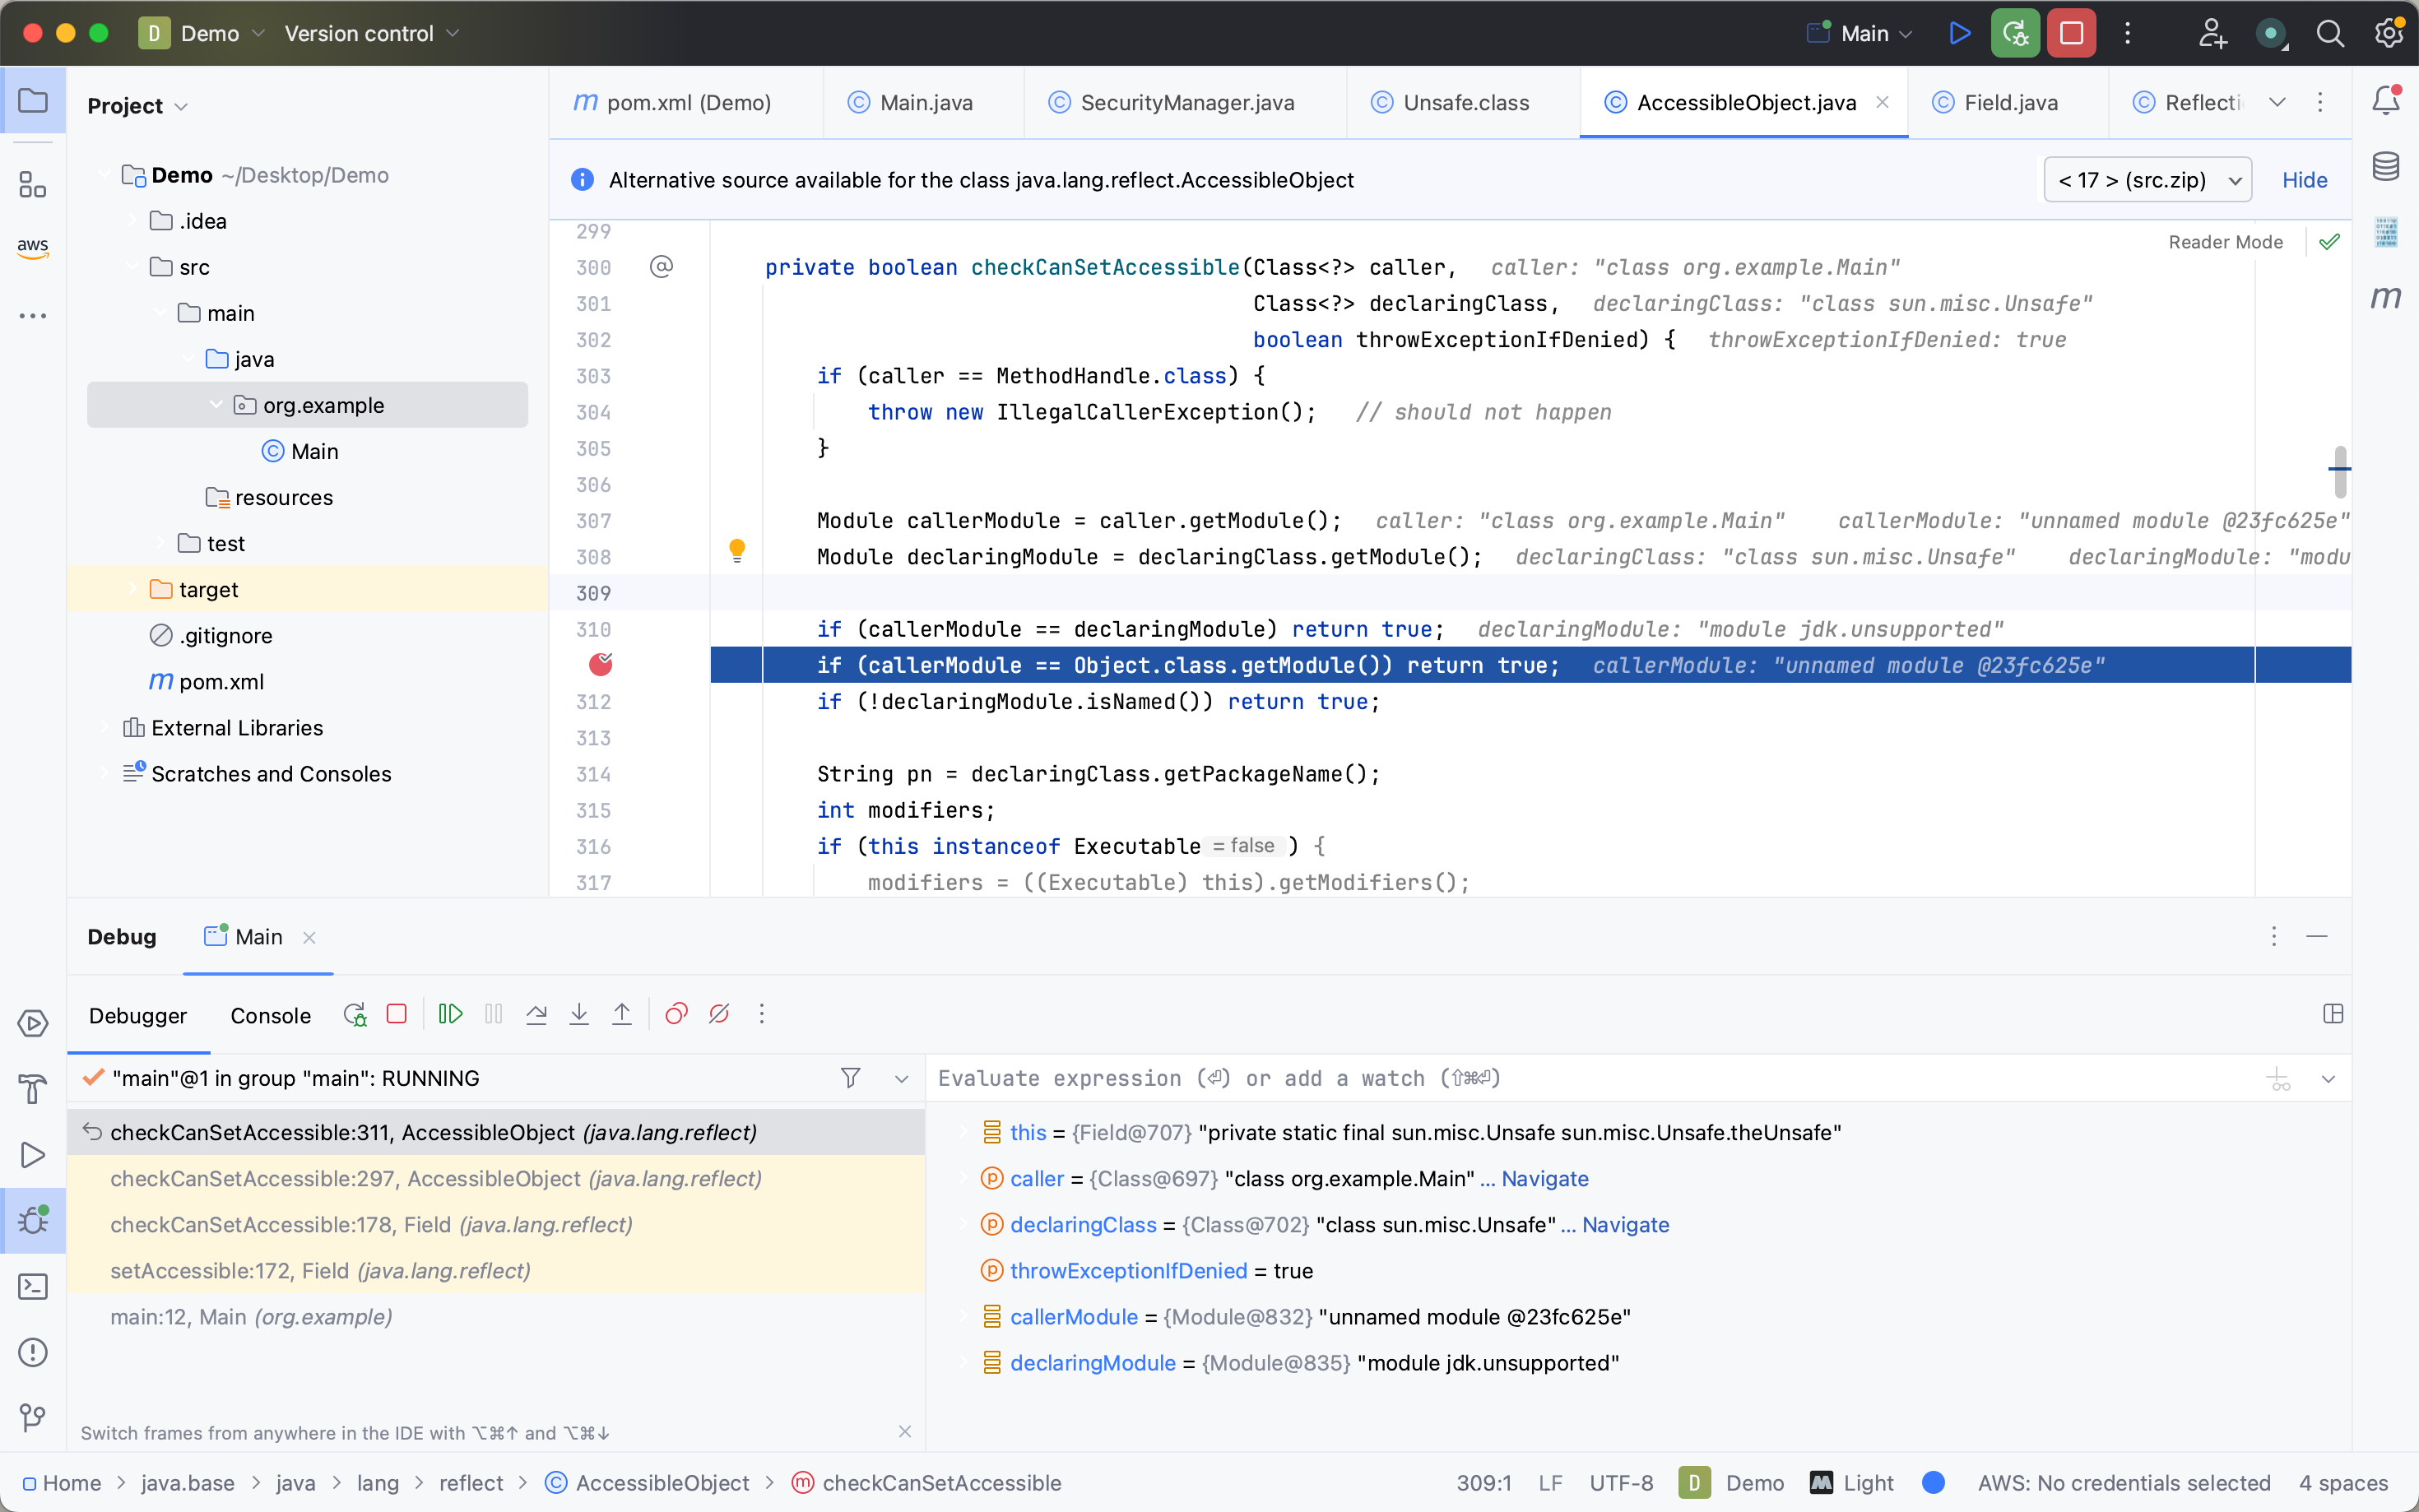 D Demo Version control Main
Project
Demo ~/Desktop/Demo
.idea
src
main
java
org.example
Main
resources
test
target
.gitignore
m pom.xml
External Libraries
Scratches and Consoles
aws
m pom.xml (Demo) Main.java SecurityManager.java Unsafe.class AccessibleObject.java Field.java Reflecti
Alternative source available for the class java.lang.reflect.AccessibleObject < 17 > (src.zip) Hide
Reader Mode
299
300 @ private boolean checkCanSetAccessible(Class<?> caller, caller: "class org.example.Main"
301 Class<?> declaringClass, declaringClass: "class sun.misc.Unsafe"
302 boolean throwExceptionIfDenied) { throwExceptionIfDenied: true
303 if (caller == MethodHandle.class) {
304 throw new IllegalCallerException(); // should not happen
305 }
306
307 Module callerModule = caller.getModule(); caller: "class org.example.Main" callerModule: "unnamed module @23fc625e"
308 Module declaringModule = declaringClass.getModule(); declaringClass: "class sun.misc.Unsafe" declaringModule: "modu
309
310 if (callerModule == declaringModule) return true; declaringModule: "module jdk.unsupported"
if (callerModule == Object.class.getModule()) return true; callerModule: "unnamed module @23fc625e"
312 if (!declaringModule.isNamed()) return true;
313
314 String pn = declaringClass.getPackageName();
315 int modifiers;
316 if (this instanceof Executable = false ) {
317 modifiers = ((Executable) this).getModifiers();
m
Debug Main
Debugger Console
"main"@1 in group "main": RUNNING
checkCanSetAccessible:311, AccessibleObject (java.lang.reflect)
checkCanSetAccessible:297, AccessibleObject (java.lang.reflect)
checkCanSetAccessible:178, Field (java.lang.reflect)
setAccessible:172, Field (java.lang.reflect)
main:12, Main (org.example)
Switch frames from anywhere in the IDE with ⌥⌘↑ and ⌥⌘↓
Evaluate expression (⏎) or add a watch (⇧⌘⏎)
this = {Field@707} "private static final sun.misc.Unsafe sun.misc.Unsafe.theUnsafe"
caller = {Class@697} "class org.example.Main" ... Navigate
declaringClass = {Class@702} "class sun.misc.Unsafe" ... Navigate
throwExceptionIfDenied = true
callerModule = {Module@832} "unnamed module @23fc625e"
declaringModule = {Module@835} "module jdk.unsupported"
Home > java.base > java > lang > reflect > AccessibleObject > checkCanSetAccessible 309:1 LF UTF-8 D Demo Light AWS: No credentials selected 4 spaces